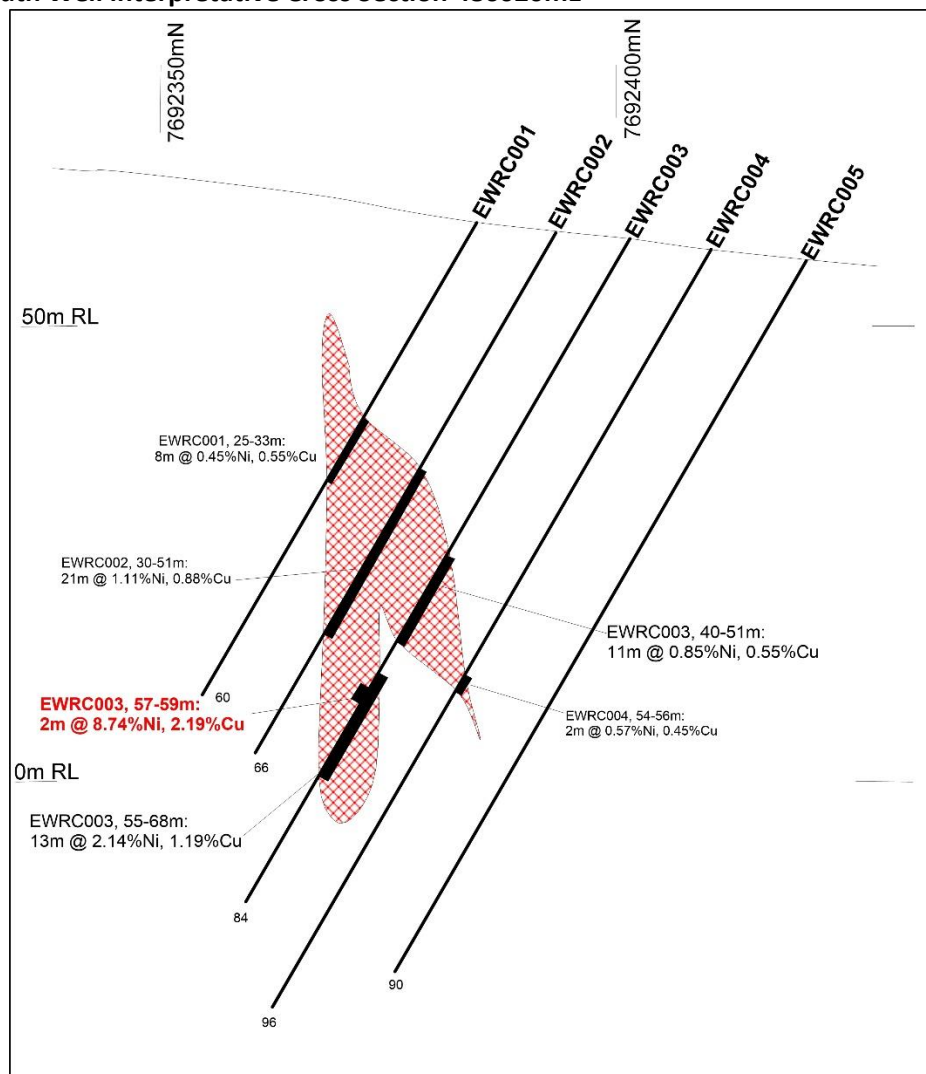 Well Interpretative Cross Section
7692350mN
7692400mN
EWRC001
EWRC002
EWRC003
EWRC004
EWRC005
50m RL
EWRC001, 25-33m:
8m @ 0.45%Ni, 0.55%Cu
EWRC002, 30-51m:
21m @ 1.11%Ni, 0.88%Cu
EWRC003, 40-51m:
11m @ 0.85%Ni, 0.55%Cu
60
EWRC003, 57-59m:
2m @ 8.74%Ni, 2.19%Cu
EWRC004, 54-56m:
2m @ 0.57%Ni, 0.45%Cu
66
0m RL
EWRC003, 55-68m:
13m @ 2.14%Ni, 1.19%Cu
84
90
96